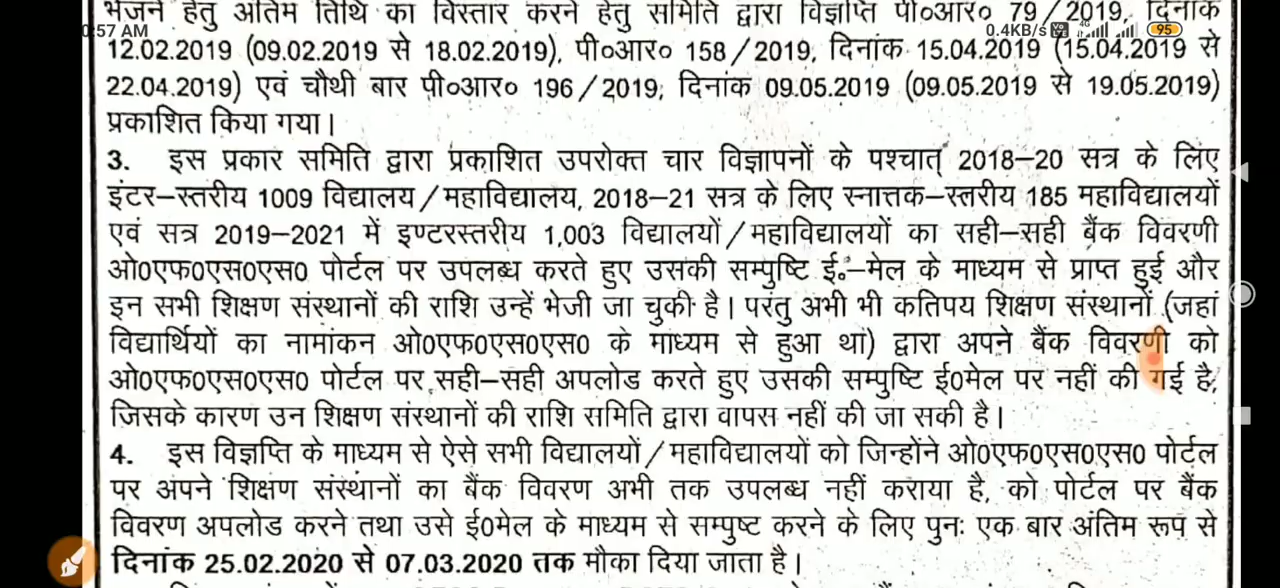 भेजने हेतु अंतिम तिथि का विस्तार करने हेतु समिति द्वारा विज्ञप्ति पी०आर० 79/2019, दिनांक
0:57 AM 0.4KB/s 4G 95
12.02.2019 (09.02.2019 से 18.02.2019), पी०आर० 158/2019, दिनांक 15.04.2019 (15.04.2019 से
22.04.2019) एवं चौथी बार पी०आर० 196/2019, दिनांक 09.05.2019 (09.05.2019 से 19.05.2019)
प्रकाशित किया गया।
3. इस प्रकार समिति द्वारा प्रकाशित उपरोक्त चार विज्ञापनों के पश्चात् 2018–20 सत्र के लिए
इंटर–स्तरीय 1009 विद्यालय/महाविद्यालय, 2018–21 सत्र के लिए स्नात्तक–स्तरीय 185 महाविद्यालयों
एवं सत्र 2019–2021 में इण्टरस्तरीय 1,003 विद्यालयों/महाविद्यालयों का सही–सही बैंक विवरणी
ओ0एफ0एस0एस0 पोर्टल पर उपलब्ध करते हुए उसकी सम्पुष्टि ई०–मेल के माध्यम से प्राप्त हुई और
इन सभी शिक्षण संस्थानों की राशि उन्हें भेजी जा चुकी है। परंतु अभी भी कतिपय शिक्षण संस्थानों (जहां
विद्यार्थियों का नामांकन ओ0एफ0एस0एस0 के माध्यम से हुआ था) द्वारा अपने बैंक विवरणी को
ओ0एफ0एस0एस0 पोर्टल पर सही–सही अपलोड करते हुए उसकी सम्पुष्टि ई0मेल पर नहीं की गई है,
जिसके कारण उन शिक्षण संस्थानों की राशि समिति द्वारा वापस नहीं की जा सकी है।
4. इस विज्ञप्ति के माध्यम से ऐसे सभी विद्यालयों/महाविद्यालयों को जिन्होंने ओ0एफ0एस0एस0 पोर्टल
पर अपने शिक्षण संस्थानों का बैंक विवरण अभी तक उपलब्ध नहीं कराया है, को पोर्टल पर बैंक
विवरण अपलोड करने तथा उसे ई0मेल के माध्यम से सम्पुष्ट करने के लिए पुनः एक बार अंतिम रूप से
दिनांक 25.02.2020 से 07.03.2020 तक मौका दिया जाता है।